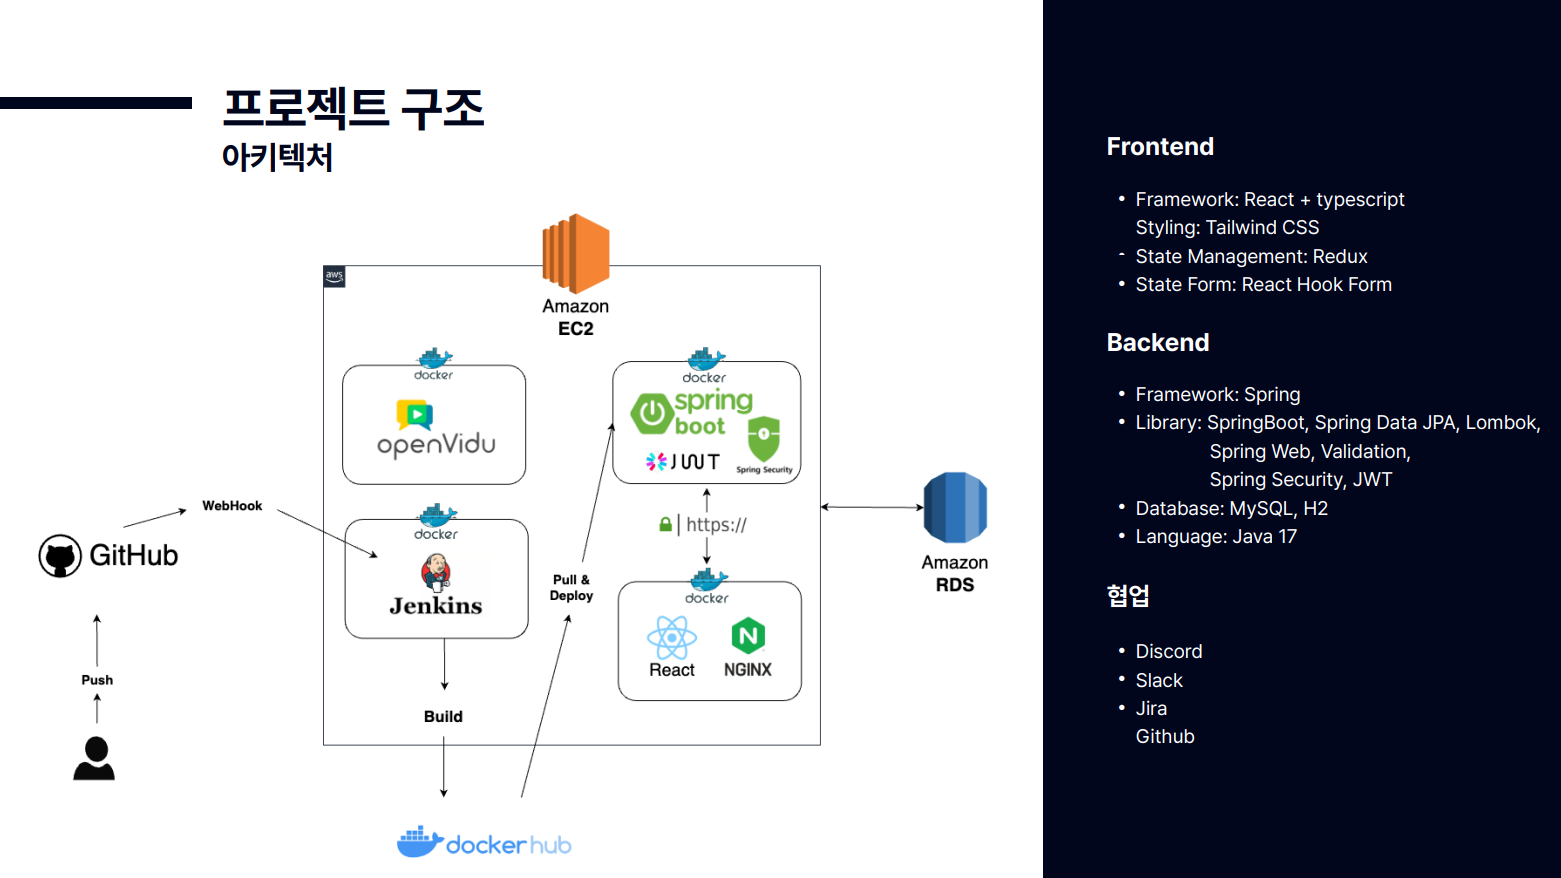 프로젝트 구조
아키텍처
aws
Amazon
EC2
docker
openVidu
docker
spring
boot
JWT
Spring Security
WebHook
GitHub
docker
Jenkins
https://
Amazon
RDS
Pull &
Deploy
docker
React
NGINX
Push
Build
docker hub
Frontend
• Framework: React + typescript
Styling: Tailwind CSS
- State Management: Redux
• State Form: React Hook Form
Backend
• Framework: Spring
• Library: SpringBoot, Spring Data JPA, Lombok,
Spring Web, Validation,
Spring Security, JWT
• Database: MySQL, H2
• Language: Java 17
협업
• Discord
• Slack
• Jira
Github